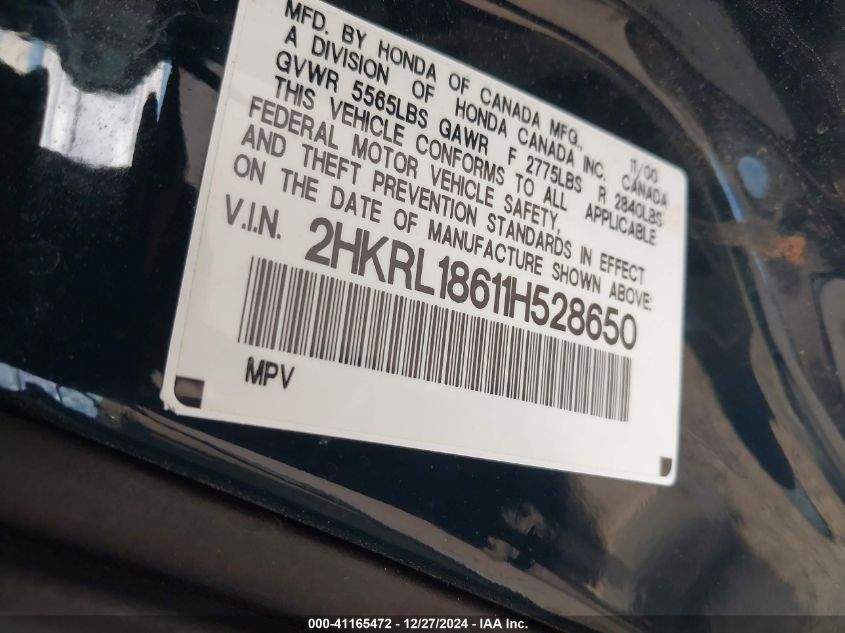 MFD. BY HONDA OF CANADA MFG., 11/00
A DIVISION OF HONDA CANADA INC. CANADA
GVWR 5565LBS GAWR F 2775LBS R 2840LBS
THIS VEHICLE CONFORMS TO ALL APPLICABLE
FEDERAL MOTOR VEHICLE SAFETY,
AND THEFT PREVENTION STANDARDS IN EFFECT
ON THE DATE OF MANUFACTURE SHOWN ABOVE.
V.I.N. 2HKRL18611H528650
MPV
000-41165472 - 12/27/2024 - IAA Inc.